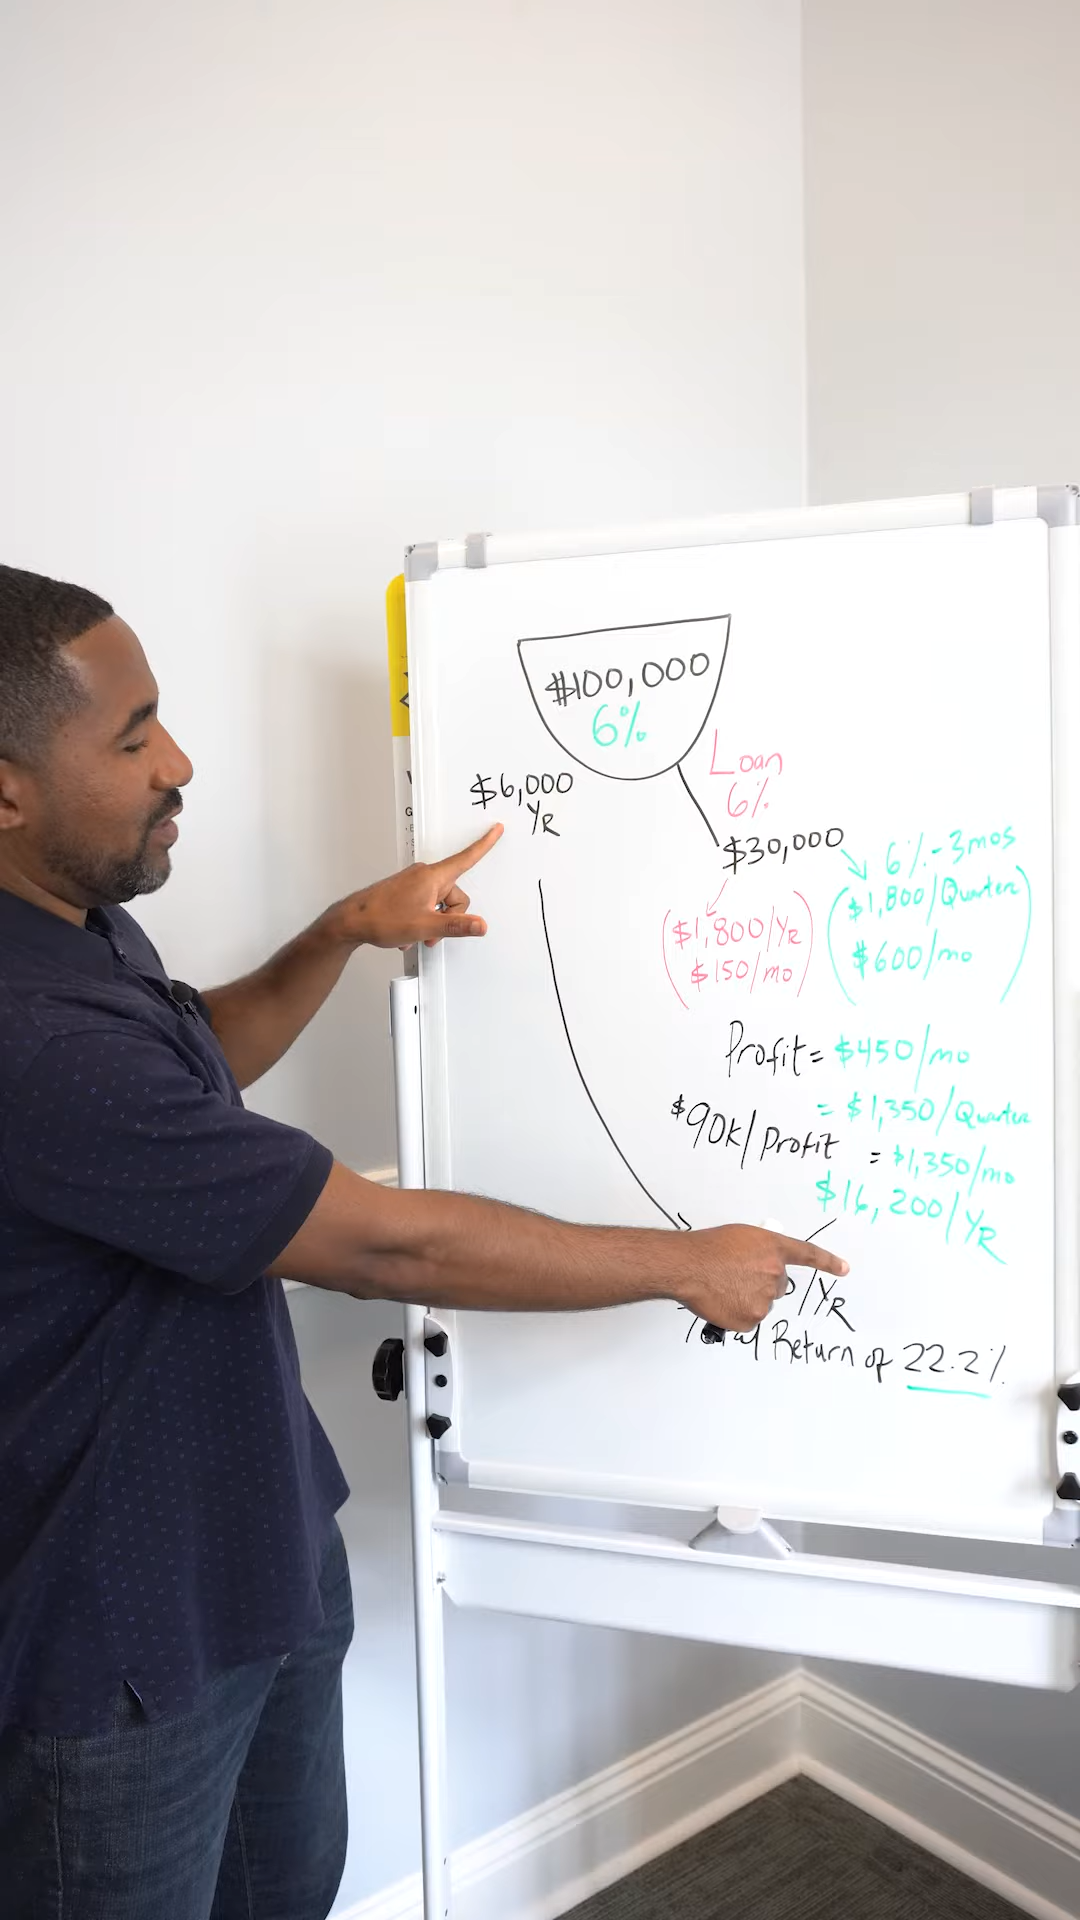 $100,000
6%
$6,000
YR
Loan
6%
$30,000
6% - 3mos
$1,800/Quarter
$600/mo
$1,800/YR
$150/mo
Profit = $450/mo
= $1,350/Quarter
$90K/Profit = $1,350/mo
$16,200/YR
/YR
Total Return of 22.2%